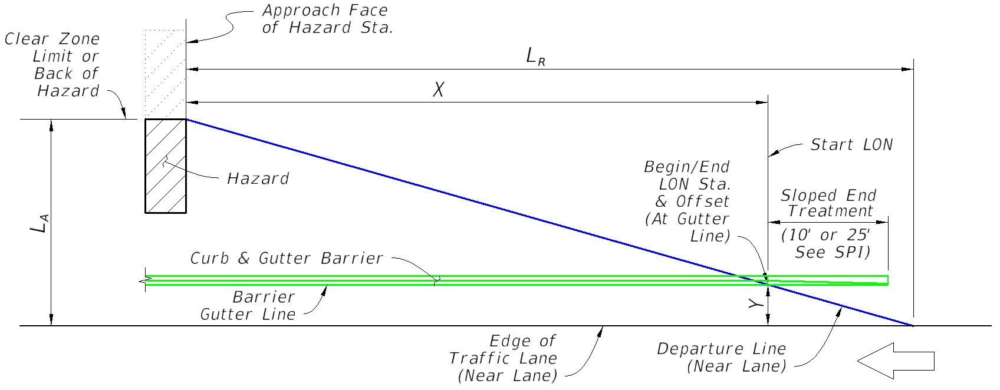 Approach Face
of Hazard Sta.
Clear Zone
Limit or
Back of
Hazard
LR
X
Start LON
Begin/End
LON Sta.
& Offset
(At Gutter
Line)
Hazard
Sloped End
Treatment
(10' or 25'
See SPI)
LA
Curb & Gutter Barrier
Barrier
Gutter Line
Y
Edge of
Traffic Lane
(Near Lane)
Departure Line
(Near Lane)